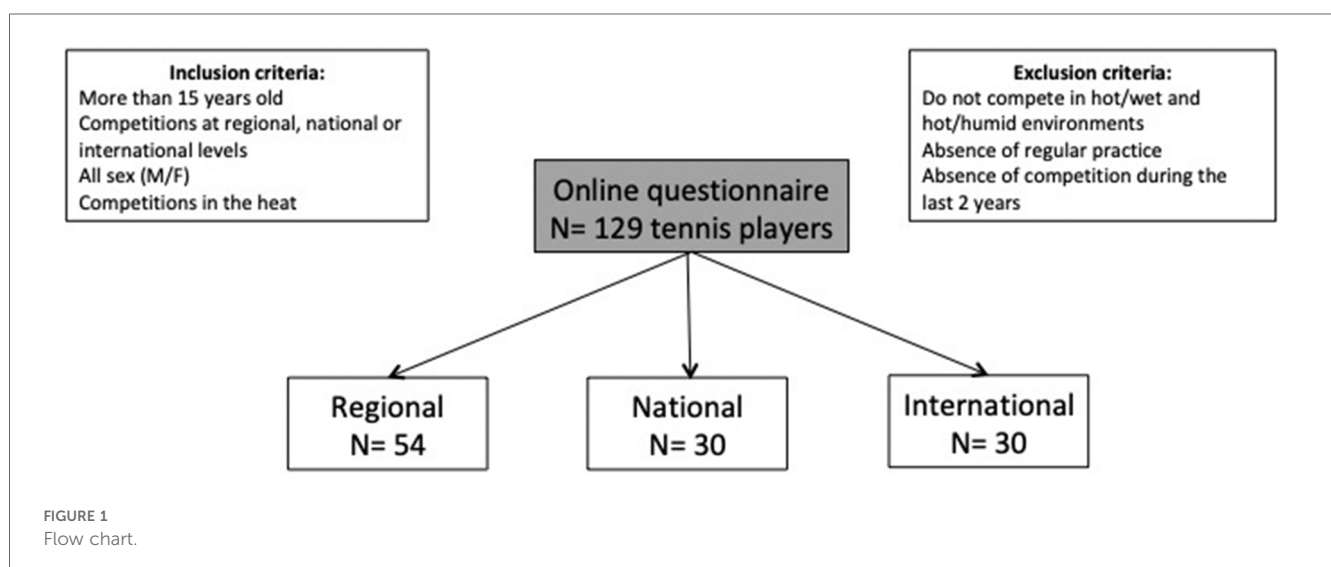 Inclusion criteria:
More than 15 years old
Competitions at regional, national or
international levels
All sex (M/F)
Competitions in the heat
Exclusion criteria:
Do not compete in hot/wet and
hot/humid environments
Absence of regular practice
Absence of competition during the
last 2 years
Online questionnaire
N= 129 tennis players
Regional
N= 54
National
N= 30
International
N= 30
FIGURE 1
Flow chart.